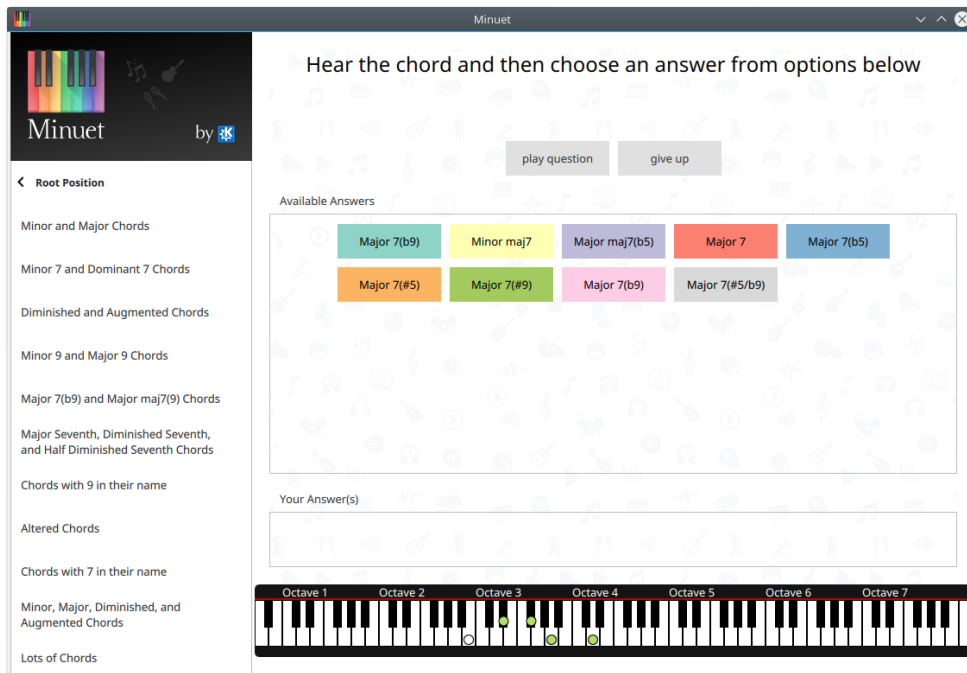 Minuet
Minuet
by
Root Position
Minor and Major Chords
Minor 7 and Dominant 7 Chords
Diminished and Augmented Chords
Minor 9 and Major 9 Chords
Major 7(b9) and Major maj7(9) Chords
Major Seventh, Diminished Seventh,
and Half Diminished Seventh Chords
Chords with 9 in their name
Altered Chords
Chords with 7 in their name
Minor, Major, Diminished, and
Augmented Chords
Lots of Chords
Hear the chord and then choose an answer from options below
play question
give up
Available Answers
Major 7(b9)
Minor maj7
Major maj7(b5)
Major 7
Major 7(b5)
Major 7(#5)
Major 7(#9)
Major 7(b9)
Major 7(#5/b9)
Your Answer(s)
Octave 1
Octave 2
Octave 3
Octave 4
Octave 5
Octave 6
Octave 7